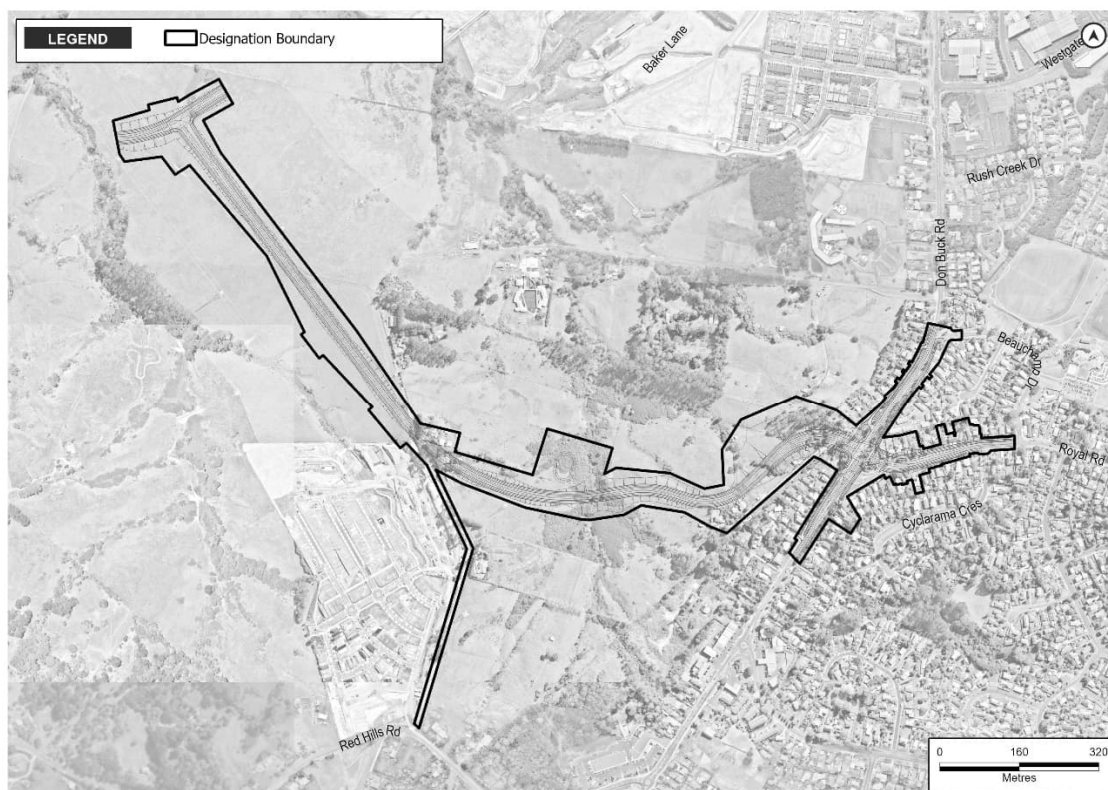 LEGEND
Designation Boundary
Baker Lane
Westgate
Rush Creek Dr
Don Buck Rd
Beauchamp Dr
Royal Rd
Cyclarama Cres
Red Hills Rd
0 160 320
Metres